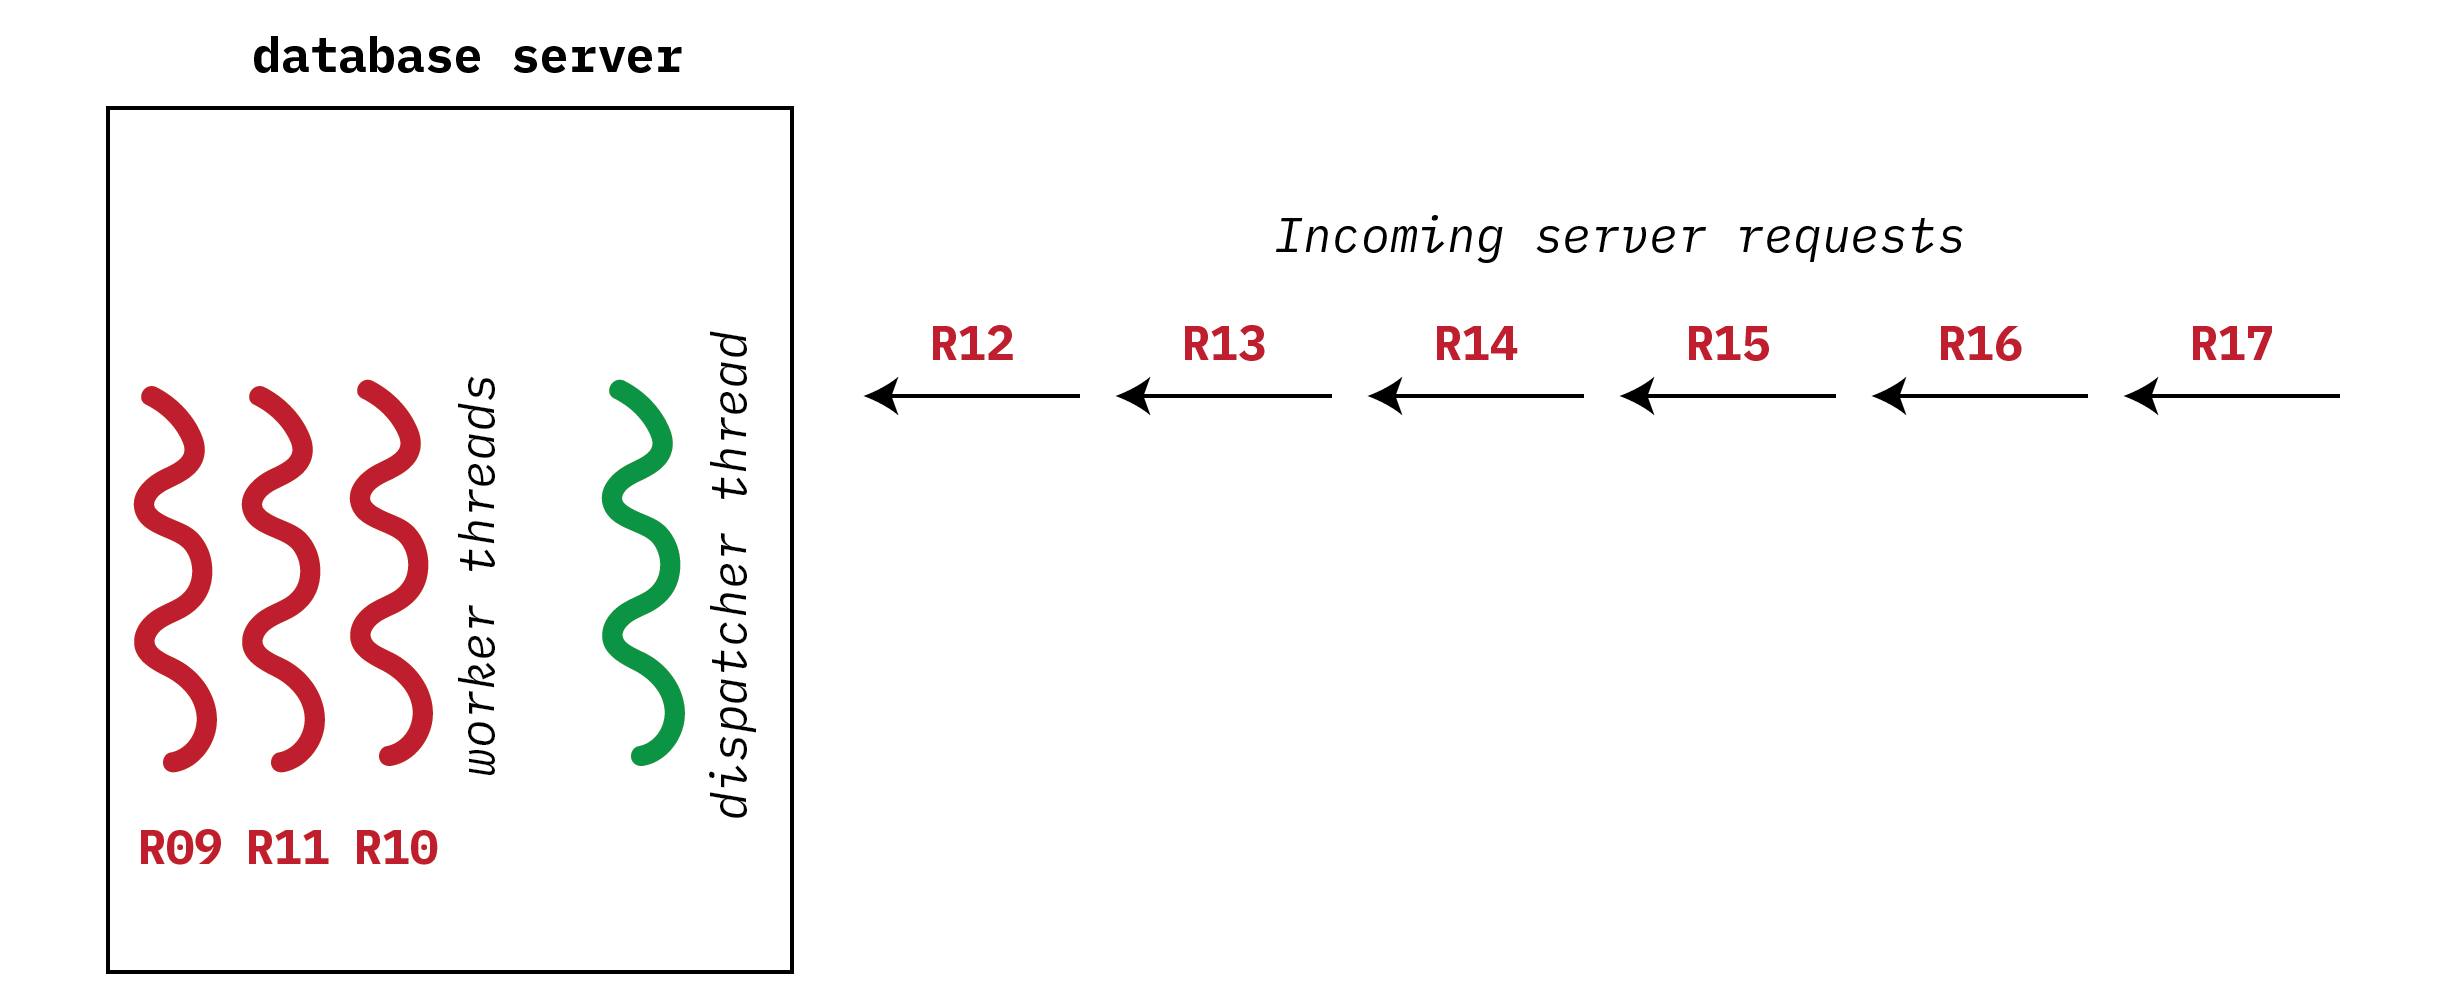 database server
Incoming server requests
R12 R13 R14 R15 R16 R17
worker threads
dispatcher thread
R09 R11 R10